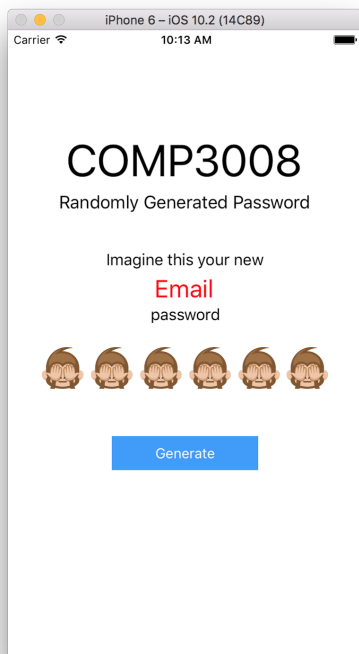 iPhone 6 – iOS 10.2 (14C89)
Carrier 10:13 AM
COMP3008
Randomly Generated Password
Imagine this your new
Email
password
Generate